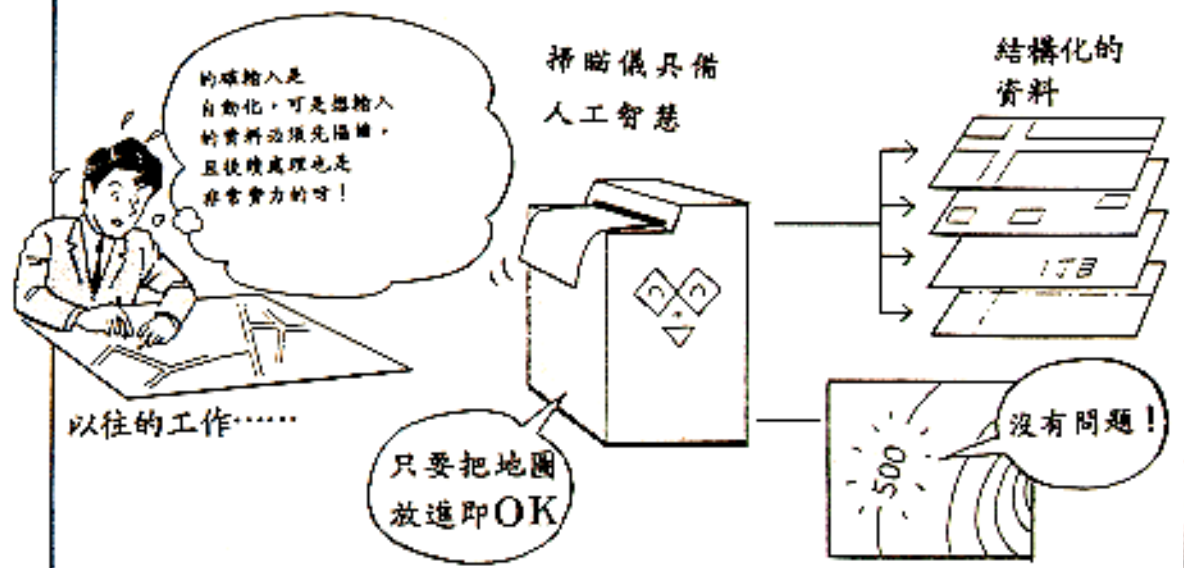 的確輸入是
自動化，可是想輸入
的資料必須先描繪，
且後續處理也是
非常費力的呀！
以往的工作……
掃瞄儀具備
人工智慧
只要把地圖
放進即OK
結構化的
資料
沒有問題！
500